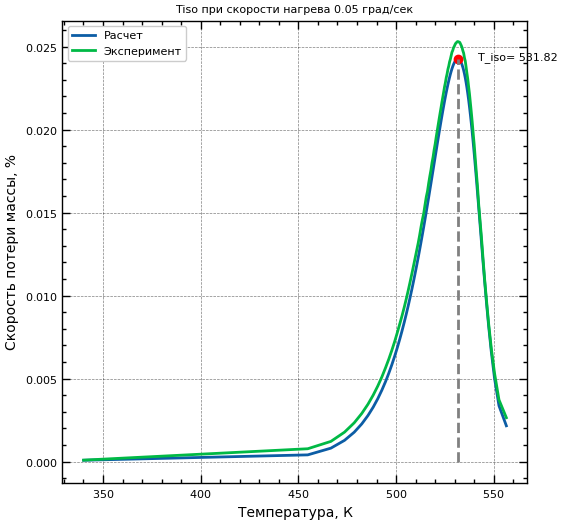 Tiso при скорости нагрева 0.05 град/сек
Расчет
Эксперимент
T_iso= 531.82
Скорость потери массы, %
0.025
0.020
0.015
0.010
0.005
0.000
350 400 450 500 550
Температура, К